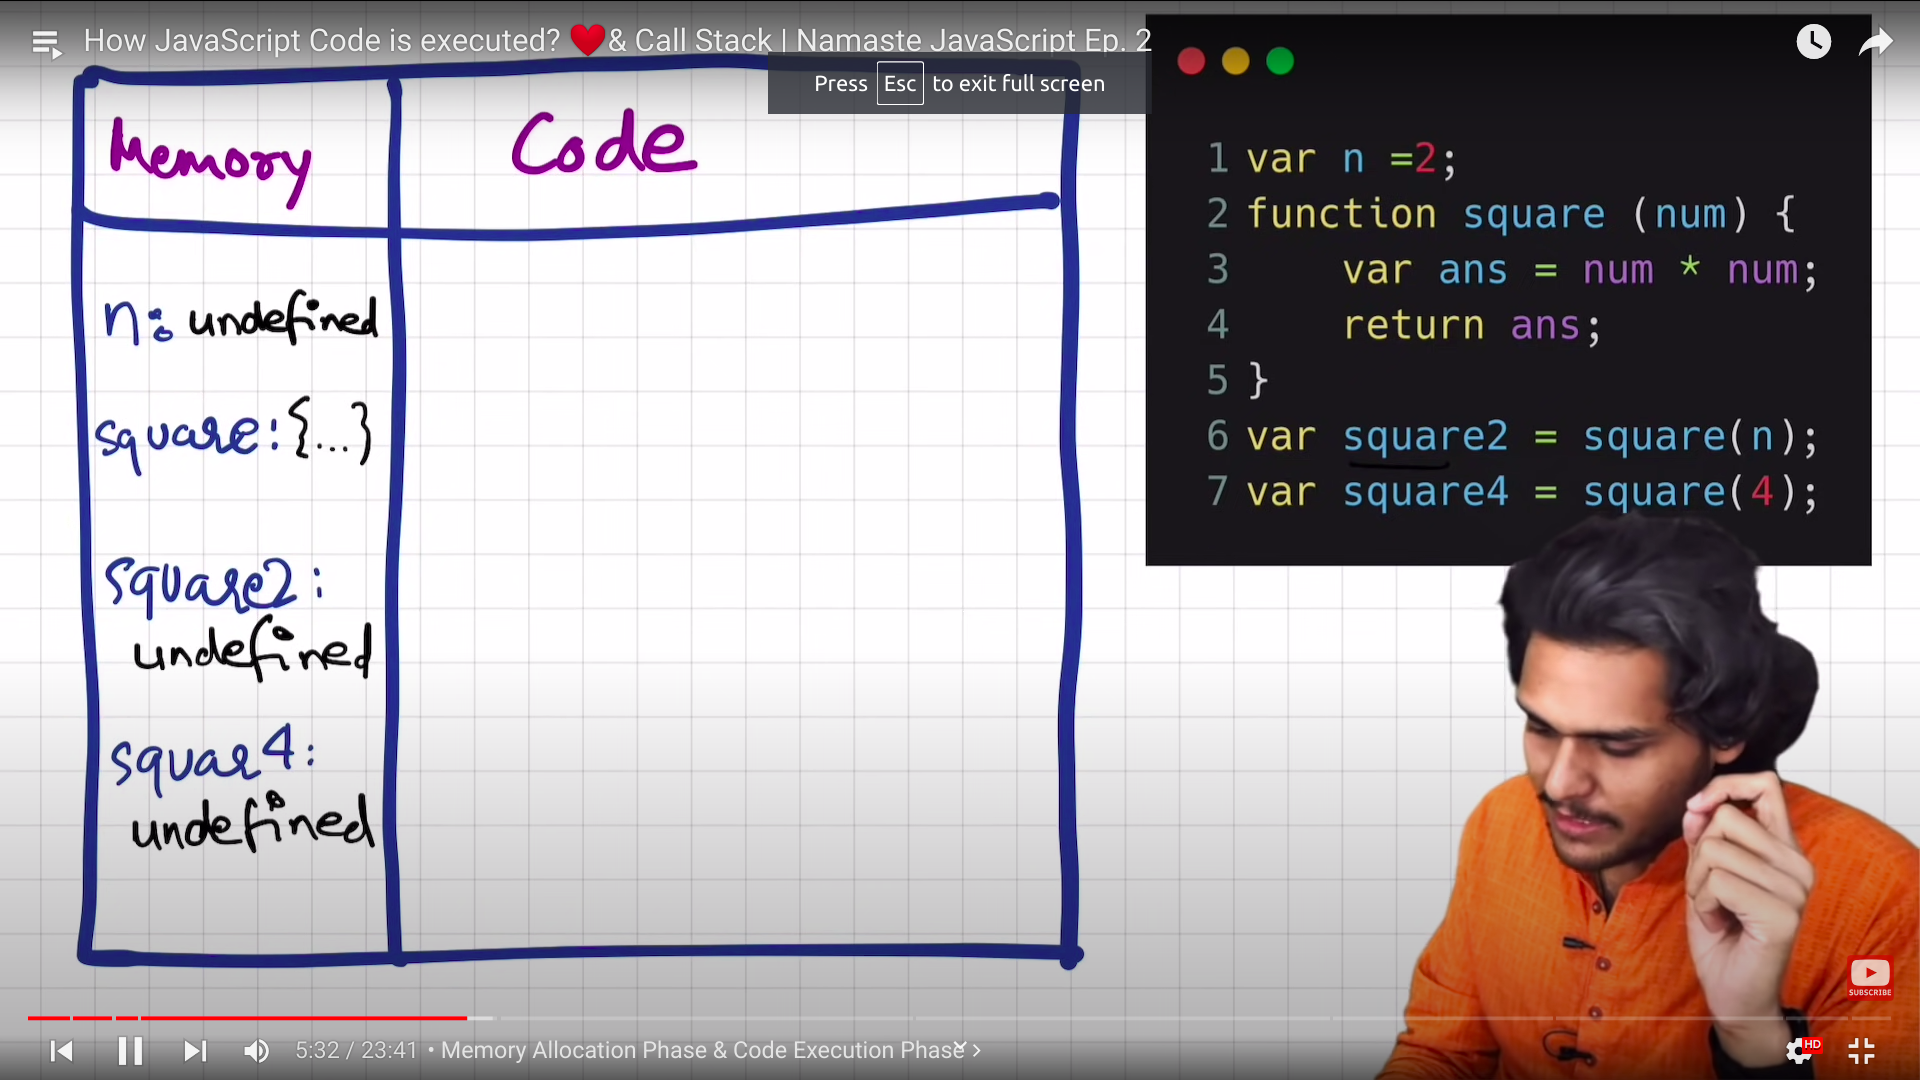 How JavaScript Code is executed? ❤️& Call Stack | Namaste JavaScript Ep. 2
Press Esc to exit full screen
Memory
Code
n: undefined
square: {...}
square2:
undefined
squar4:
undefined
1 var n =2;
2 function square (num) {
3 var ans = num * num;
4 return ans;
5 }
6 var square2 = square(n);
7 var square4 = square(4);
SUBSCRIBE
5:32 / 23:41 • Memory Allocation Phase & Code Execution Phase
HD